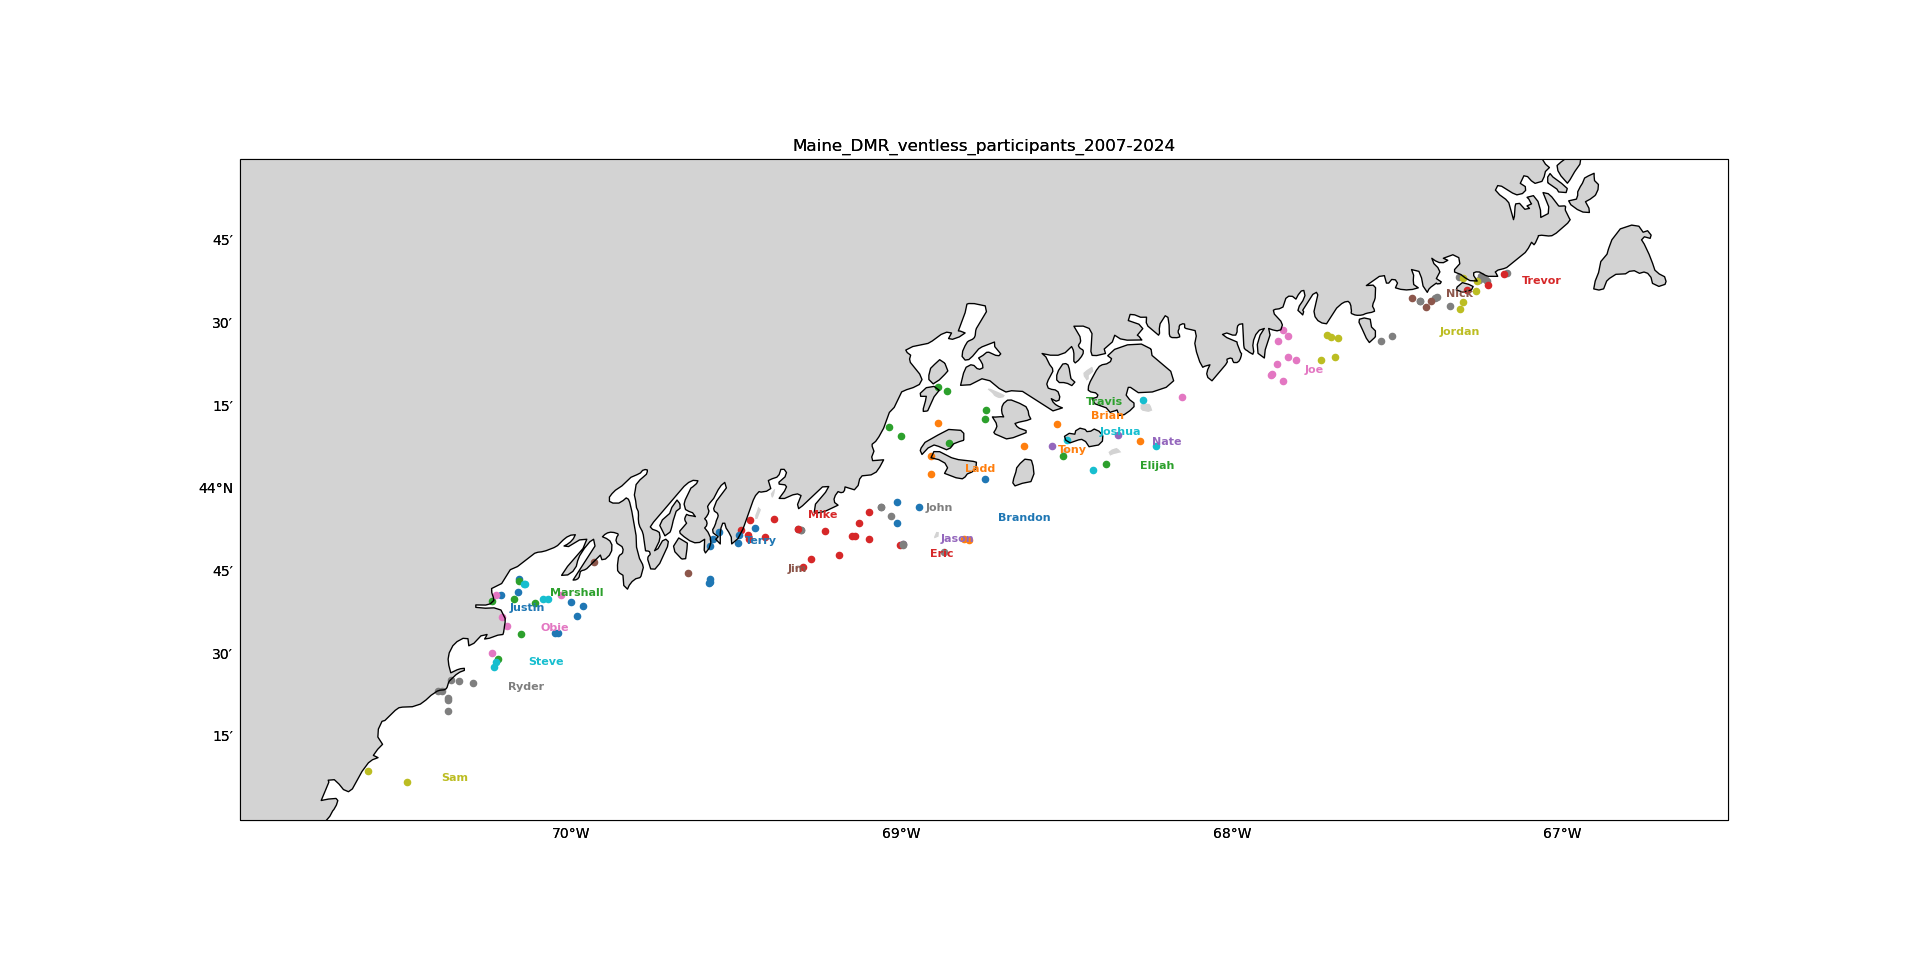 Maine_DMR_ventless_participants_2007-2024
45′
Trevor
Nick
30′
Jordan
Joe
15′
Travis
Brian
Joshua
Nate
Tony
Elijah
Ladd
44°N
John
Mike
Brandon
Jason
Terry
Eric
Jim
45′
Marshall
Justin
Obie
30′
Steve
Ryder
15′
Sam
70°W 69°W 68°W 67°W